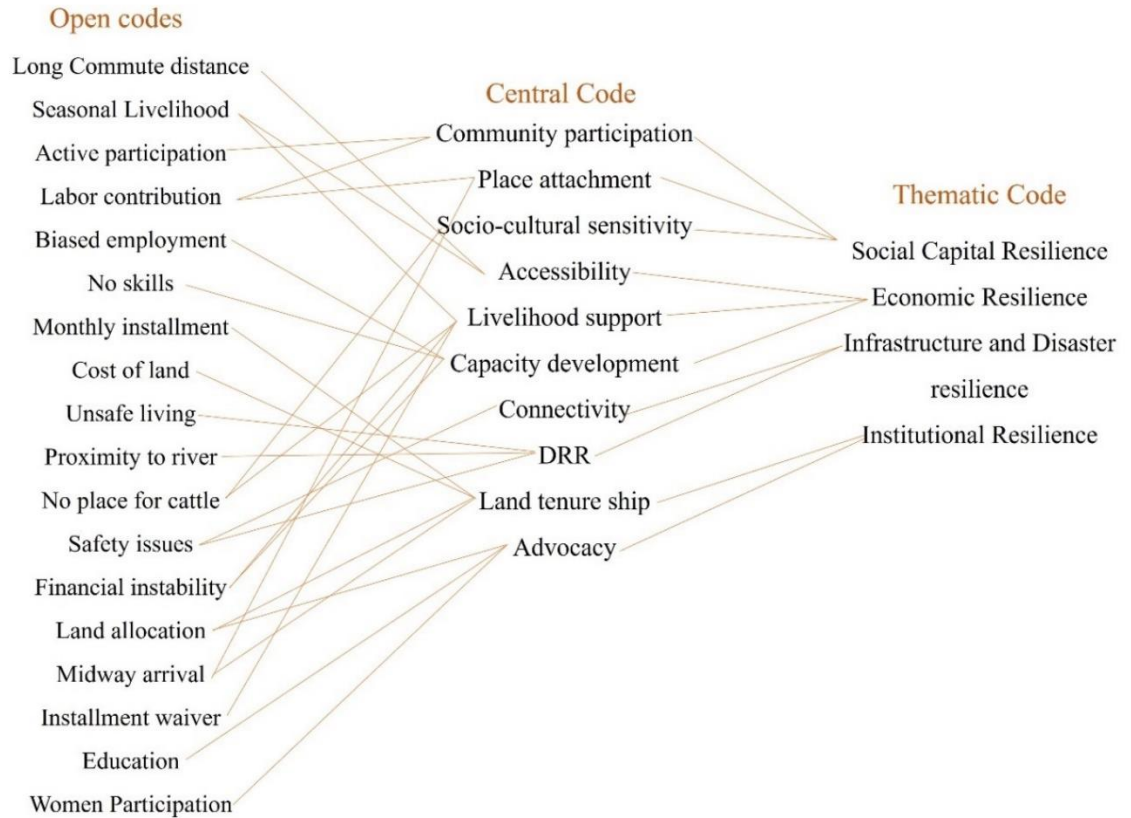 Open codes
Long Commute distance
Seasonal Livelihood
Active participation
Labor contribution
Biased employment
No skills
Monthly installment
Cost of land
Unsafe living
Proximity to river
No place for cattle
Safety issues
Financial instability
Land allocation
Midway arrival
Installment waiver
Education
Women Participation
Central Code
Community participation
Place attachment
Socio-cultural sensitivity
Accessibility
Livelihood support
Capacity development
Connectivity
DRR
Land tenure ship
Advocacy
Thematic Code
Social Capital Resilience
Economic Resilience
Infrastructure and Disaster
resilience
Institutional Resilience